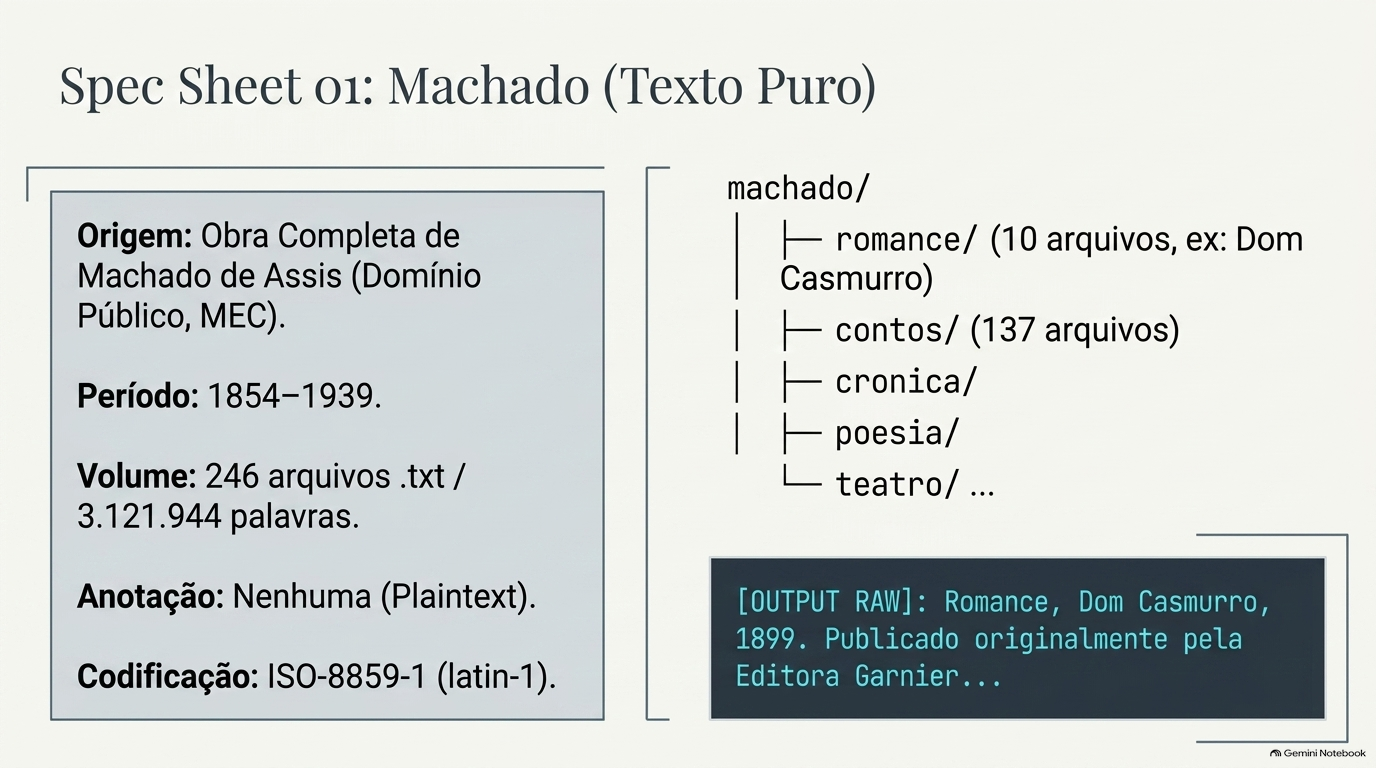 Spec Sheet 01: Machado (Texto Puro)
Origem: Obra Completa de
Machado de Assis (Domínio
Público, MEC).
Período: 1854–1939.
Volume: 246 arquivos .txt /
3.121.944 palavras.
Anotação: Nenhuma (Plaintext).
Codificação: ISO-8859-1 (latin-1).
machado/
│ ├── romance/ (10 arquivos, ex: Dom
│ Casmurro)
│ ├── contos/ (137 arquivos)
│ ├── cronica/
│ ├── poesia/
└── teatro/ ...
[OUTPUT RAW]: Romance, Dom Casmurro,
1899. Publicado originalmente pela
Editora Garnier...
Gemini Notebook